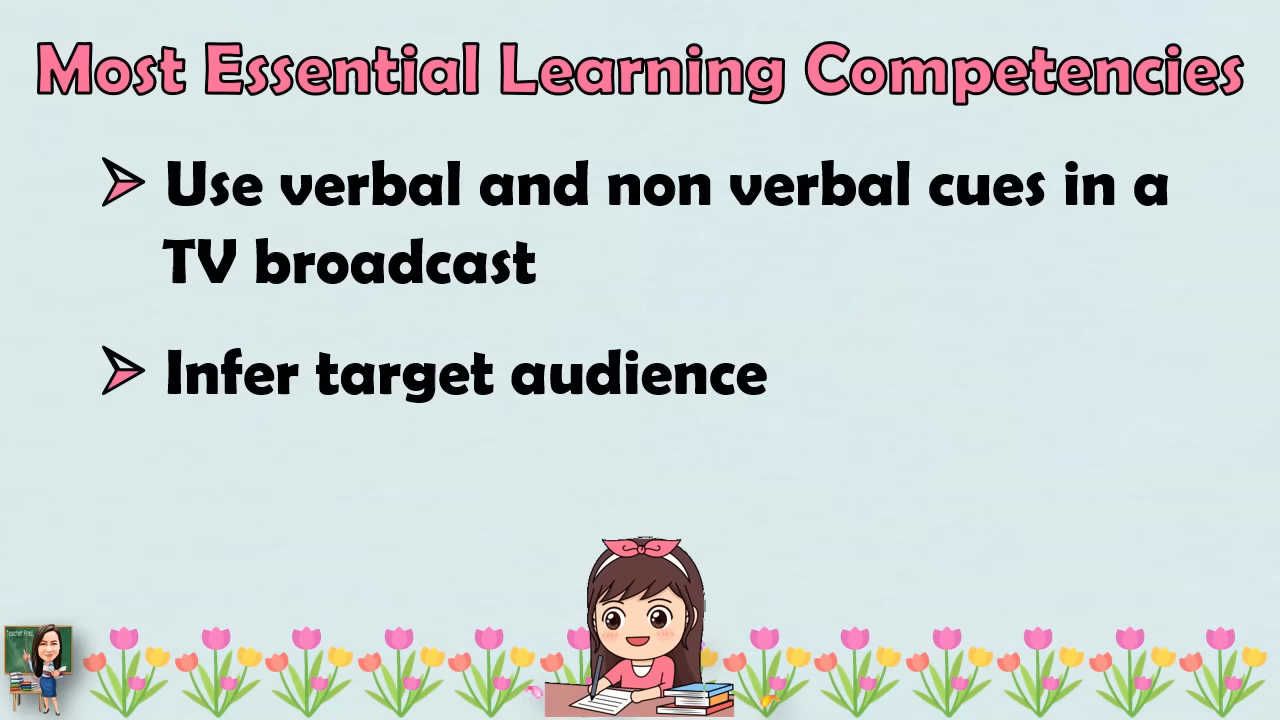 Most Essential Learning Competencies
Use verbal and non verbal cues in a
TV broadcast
Infer target audience